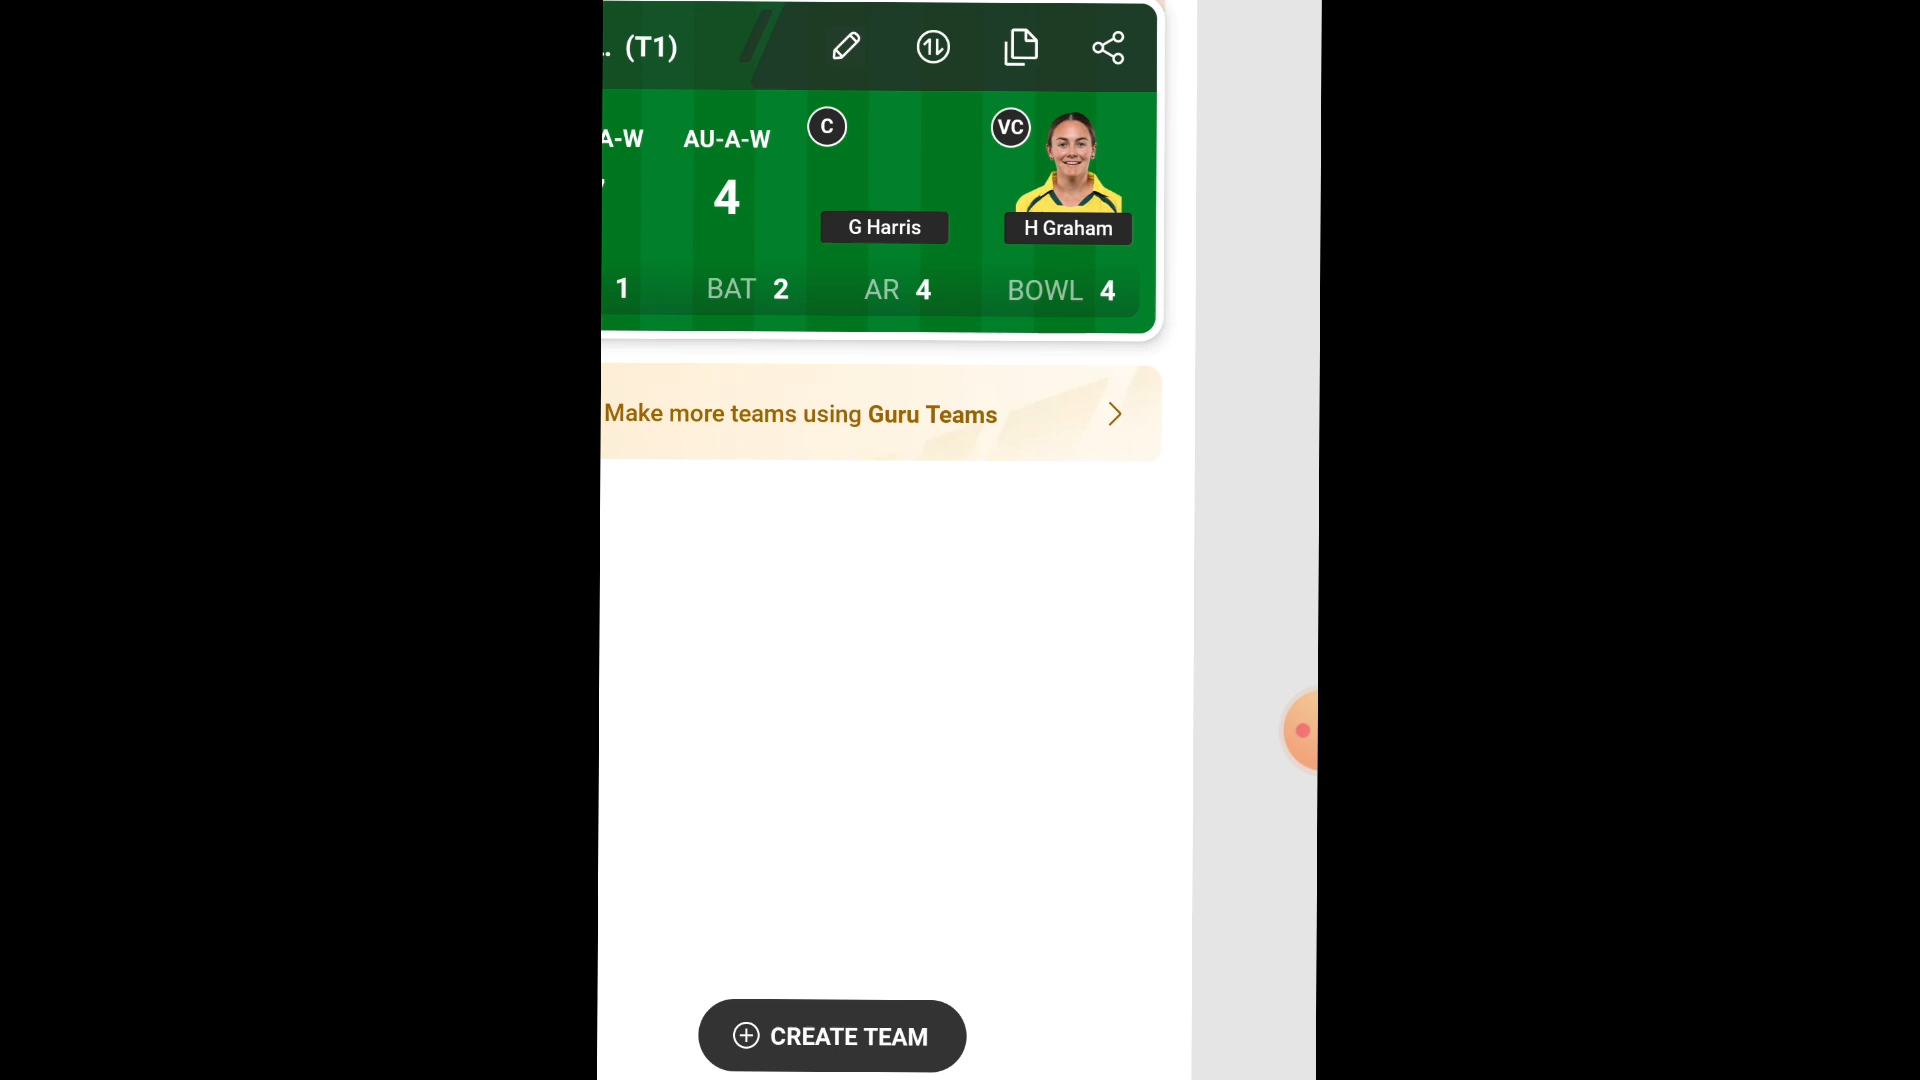 .. (T1)
A-W AU-A-W C VC
4
G Harris H Graham
1 BAT 2 AR 4 BOWL 4
Make more teams using Guru Teams
CREATE TEAM